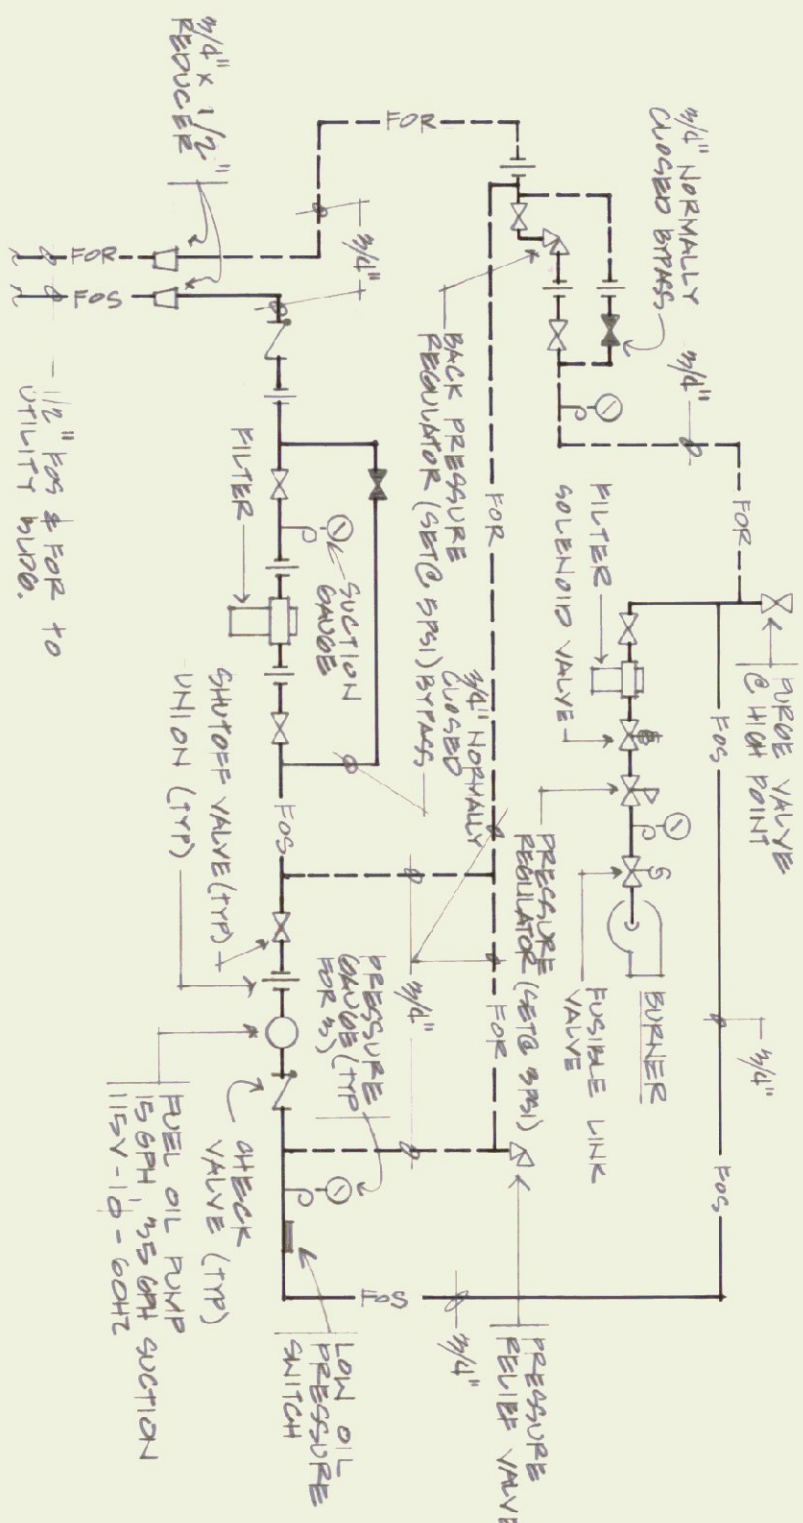 PURGE VALVE
@ HIGH POINT
3/4"
FOR
FOS
FOS
3/4" NORMALLY
CLOSED BYPASS
3/4"
BURNER
FILTER
SOLENOID VALVE
FUSIBLE LINK
VALVE
PRESSURE
REGULATOR (SET@ 3PSI)
PRESSURE
RELIEF VALVE
FOR
FOR
FOR
BACK PRESSURE
REGULATOR (SET@ 5PSI)
3/4" NORMALLY
CLOSED
BYPASS
3/4"
3/4"
3/4"
FOS
PRESSURE
GAUGE (TYP
FOR 3)
SUCTION
GAUGE
LOW OIL
PRESSURE
SWITCH
FOS
FILTER
3/4" x 1/2"
REDUCER
SHUTOFF VALVE (TYP)
UNION (TYP)
CHECK
VALVE (TYP)
FOR
FOS
FUEL OIL PUMP
15 GPH, 35 GPH SUCTION
115V-1Ø-60HZ
1/2" FOS & FOR TO
UTILITY BLDG.